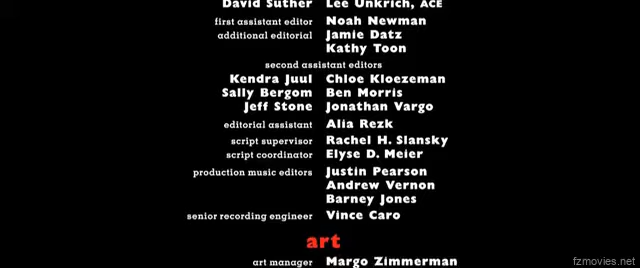 David Suther Lee Unkrich, ACE
first assistant editor Noah Newman
additional editorial Jamie Datz
Kathy Toon
second assistant editors
Kendra Juul Chloe Kloezeman
Sally Bergom Ben Morris
Jeff Stone Jonathan Vargo
editorial assistant Alia Rezk
script supervisor Rachel H. Slansky
script coordinator Elyse D. Meier
production music editors Justin Pearson
Andrew Vernon
Barney Jones
senior recording engineer Vince Caro
art
art manager Margo Zimmerman
fzmovies.net